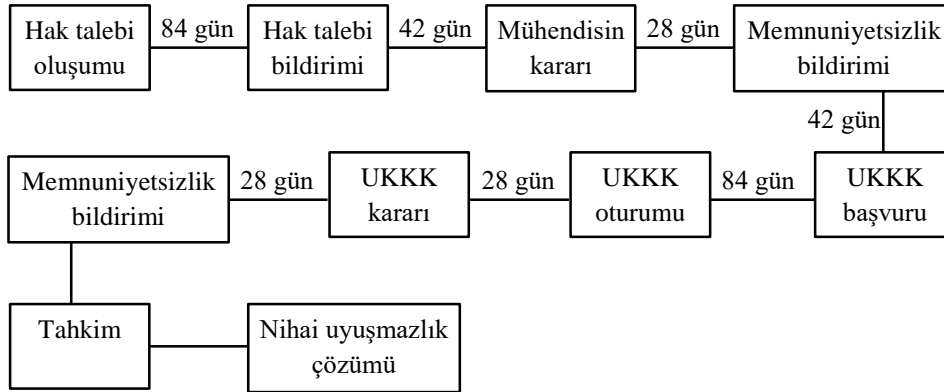 Hak talebi
oluşumu
84 gün
Hak talebi
bildirimi
42 gün
Mühendisin
kararı
28 gün
Memnuniyetsizlik
bildirimi
42 gün
UKKK
başvuru
84 gün
UKKK
oturumu
28 gün
UKKK
kararı
28 gün
Memnuniyetsizlik
bildirimi
Tahkim
Nihai uyuşmazlık
çözümü